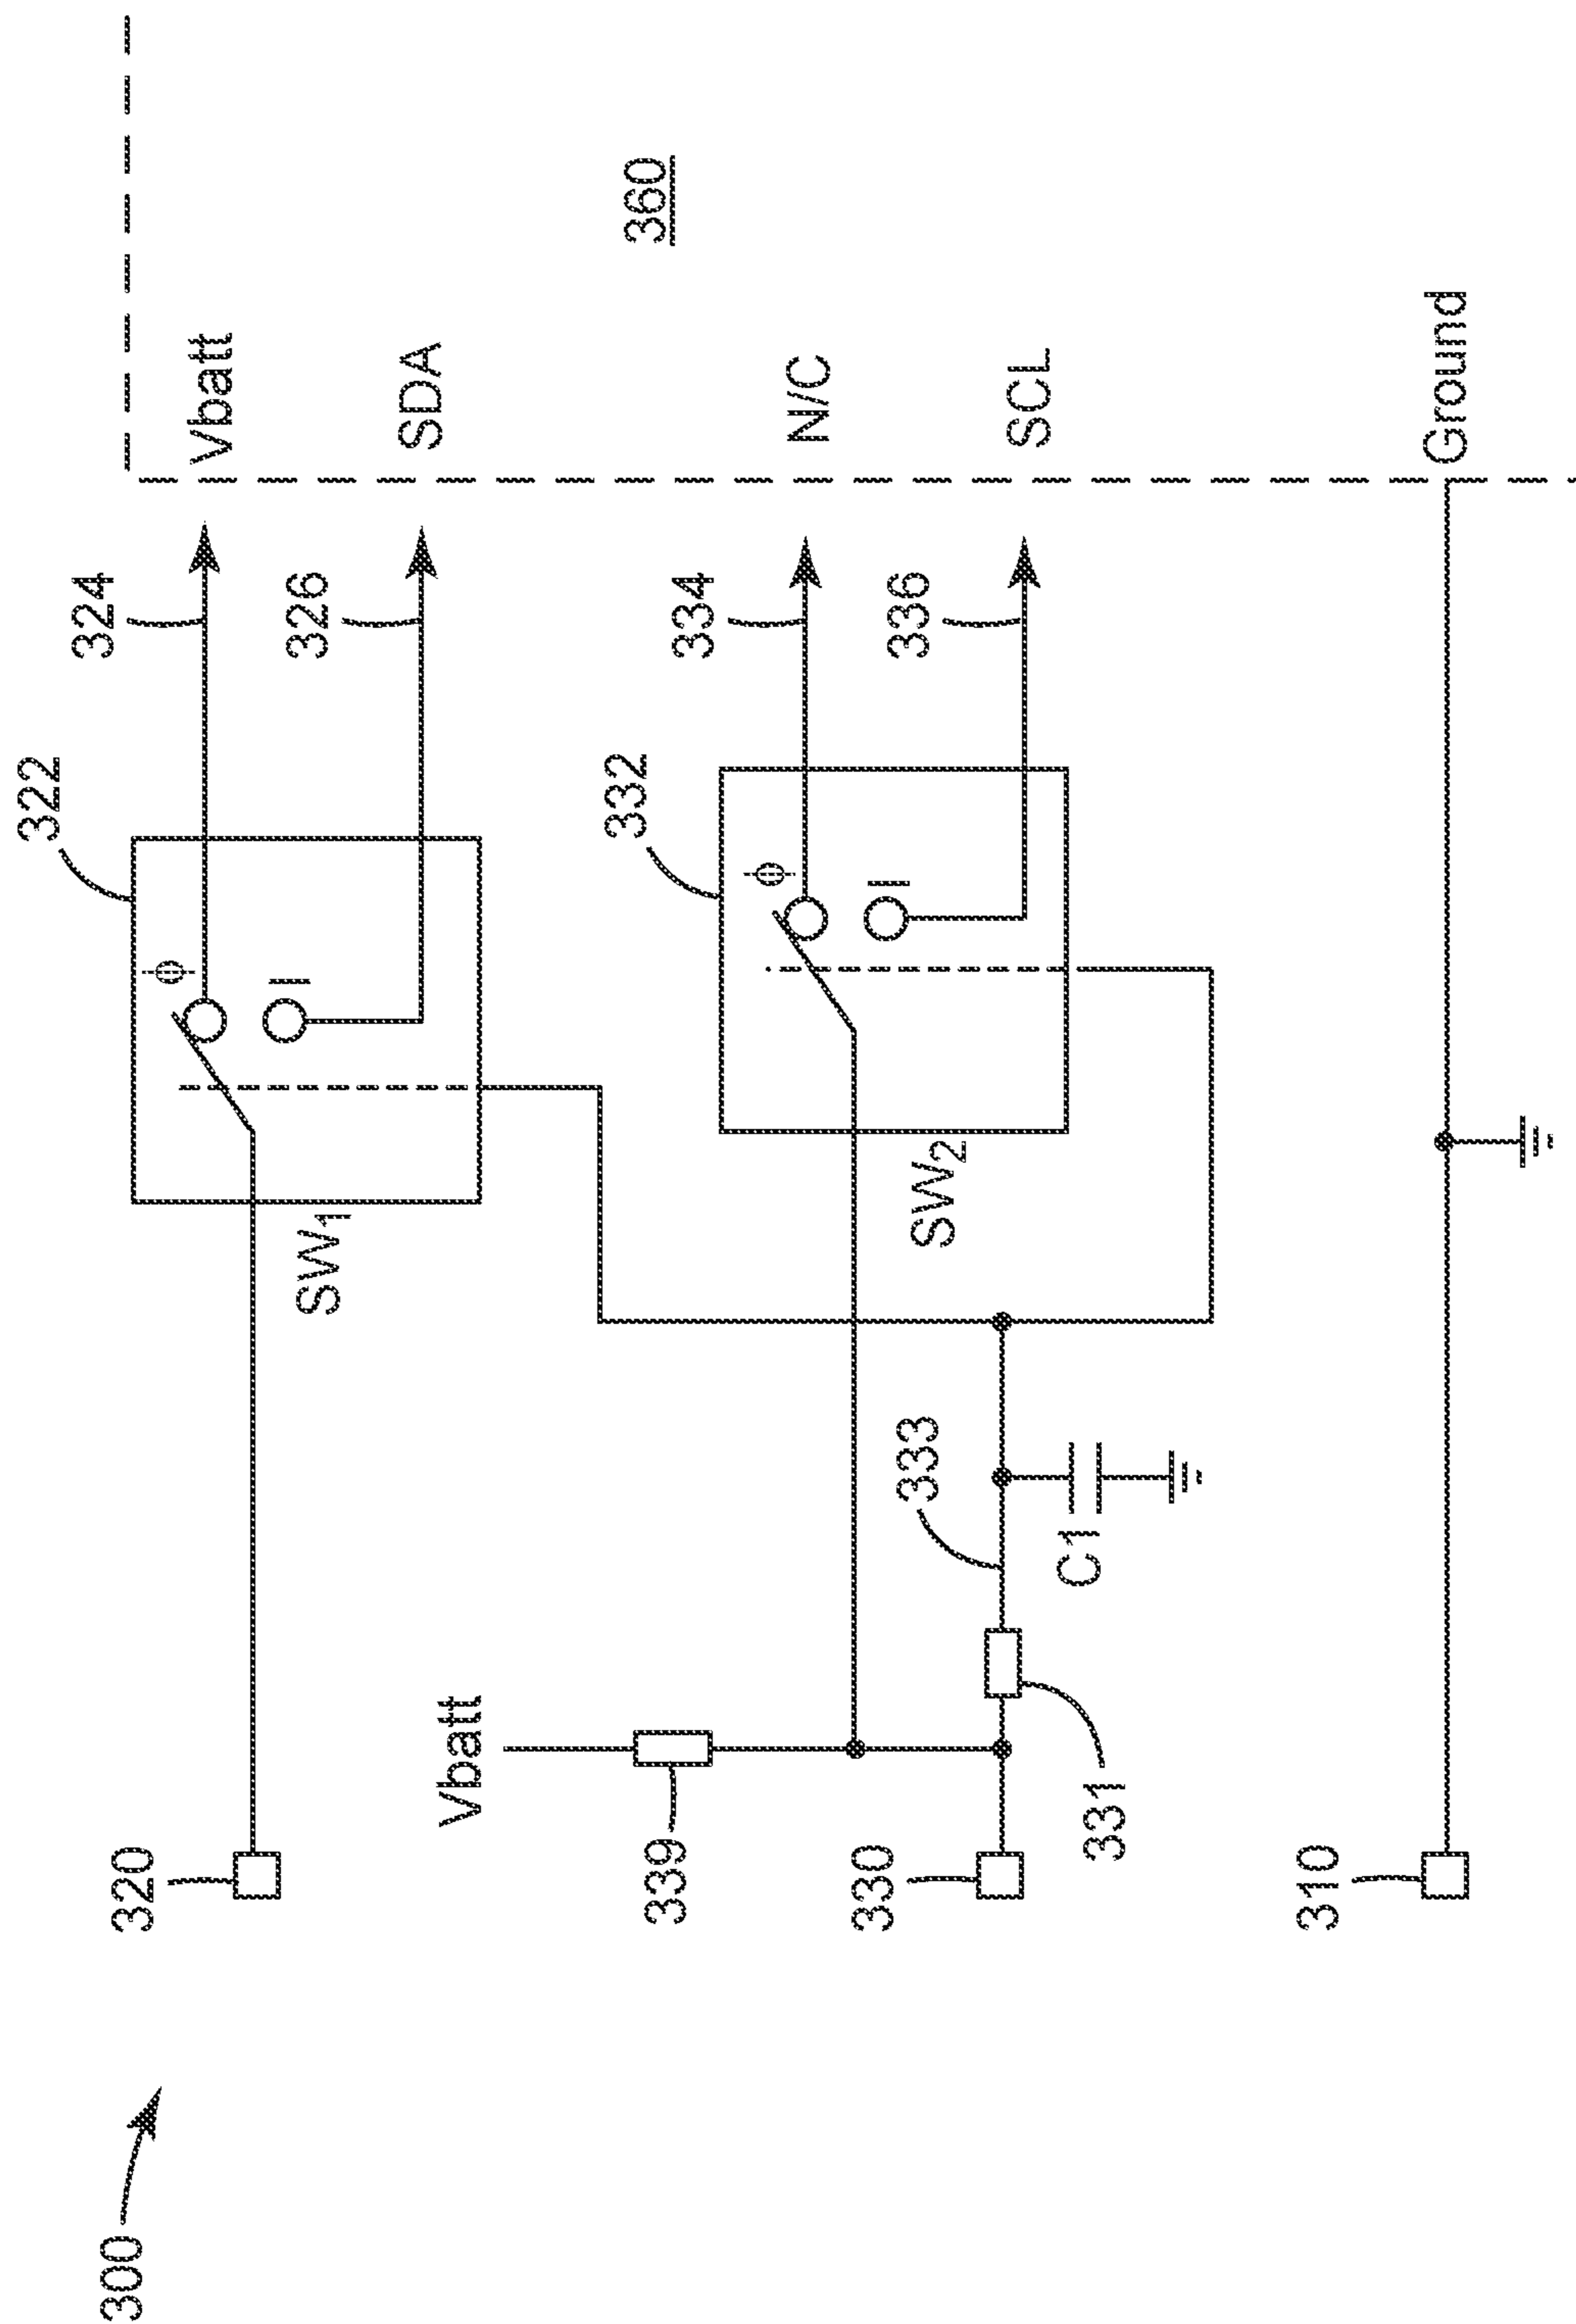 300
322
324
Vbatt
320
SW1
ϕ
I
326
SDA
360
Vbatt
339
332
334
N/C
ϕ
I
SW2
336
SCL
330
333
331
C1
310
Ground